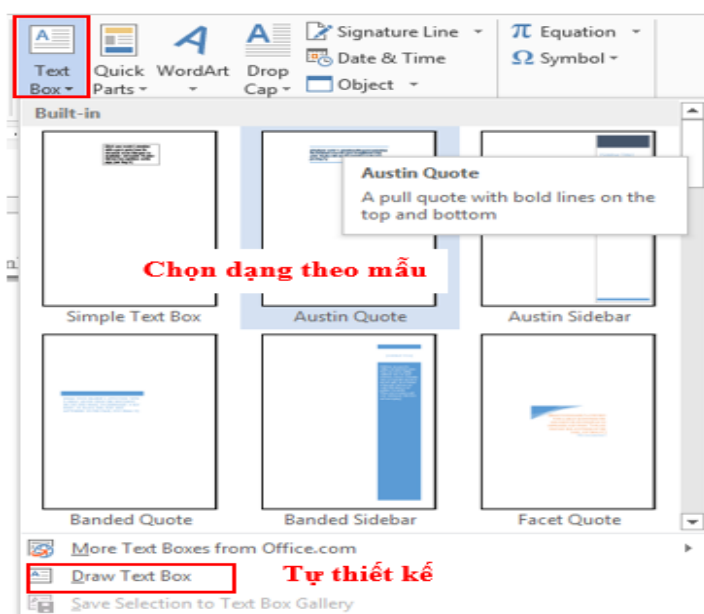 Text Box
Quick Parts
WordArt
Drop Cap
Signature Line
Date & Time
Object
π Equation
Ω Symbol
Built-in
Austin Quote
A pull quote with bold lines on the
top and bottom
Chọn dạng theo mẫu
Simple Text Box
Austin Quote
Austin Sidebar
Banded Quote
Banded Sidebar
Facet Quote
More Text Boxes from Office.com
Draw Text Box
Tự thiết kế
Save Selection to Text Box Gallery